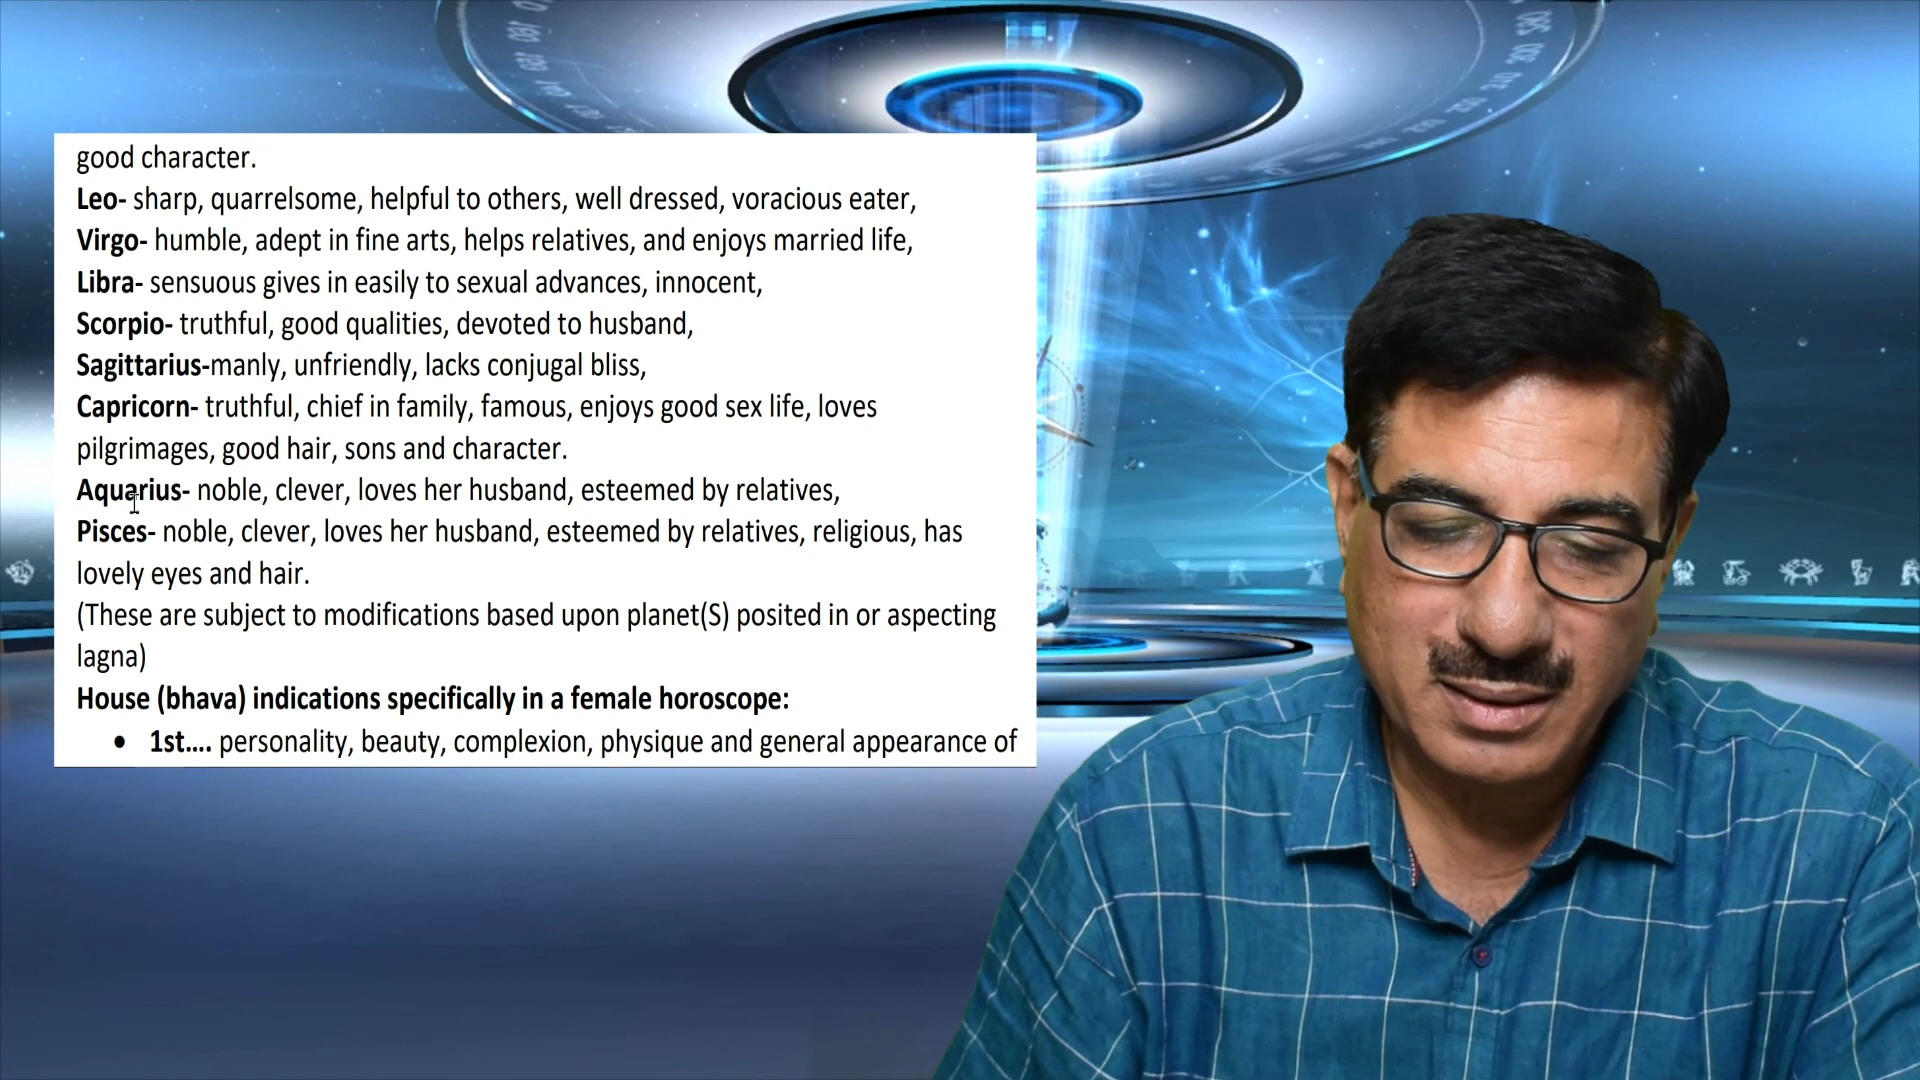 good character.
Leo- sharp, quarrelsome, helpful to others, well dressed, voracious eater,
Virgo- humble, adept in fine arts, helps relatives, and enjoys married life,
Libra- sensuous gives in easily to sexual advances, innocent,
Scorpio- truthful, good qualities, devoted to husband,
Sagittarius-manly, unfriendly, lacks conjugal bliss,
Capricorn- truthful, chief in family, famous, enjoys good sex life, loves
pilgrimages, good hair, sons and character.
Aquarius- noble, clever, loves her husband, esteemed by relatives,
Pisces- noble, clever, loves her husband, esteemed by relatives, religious, has
lovely eyes and hair.
(These are subject to modifications based upon planet(S) posited in or aspecting
lagna)
House (bhava) indications specifically in a female horoscope:
• 1st.... personality, beauty, complexion, physique and general appearance of